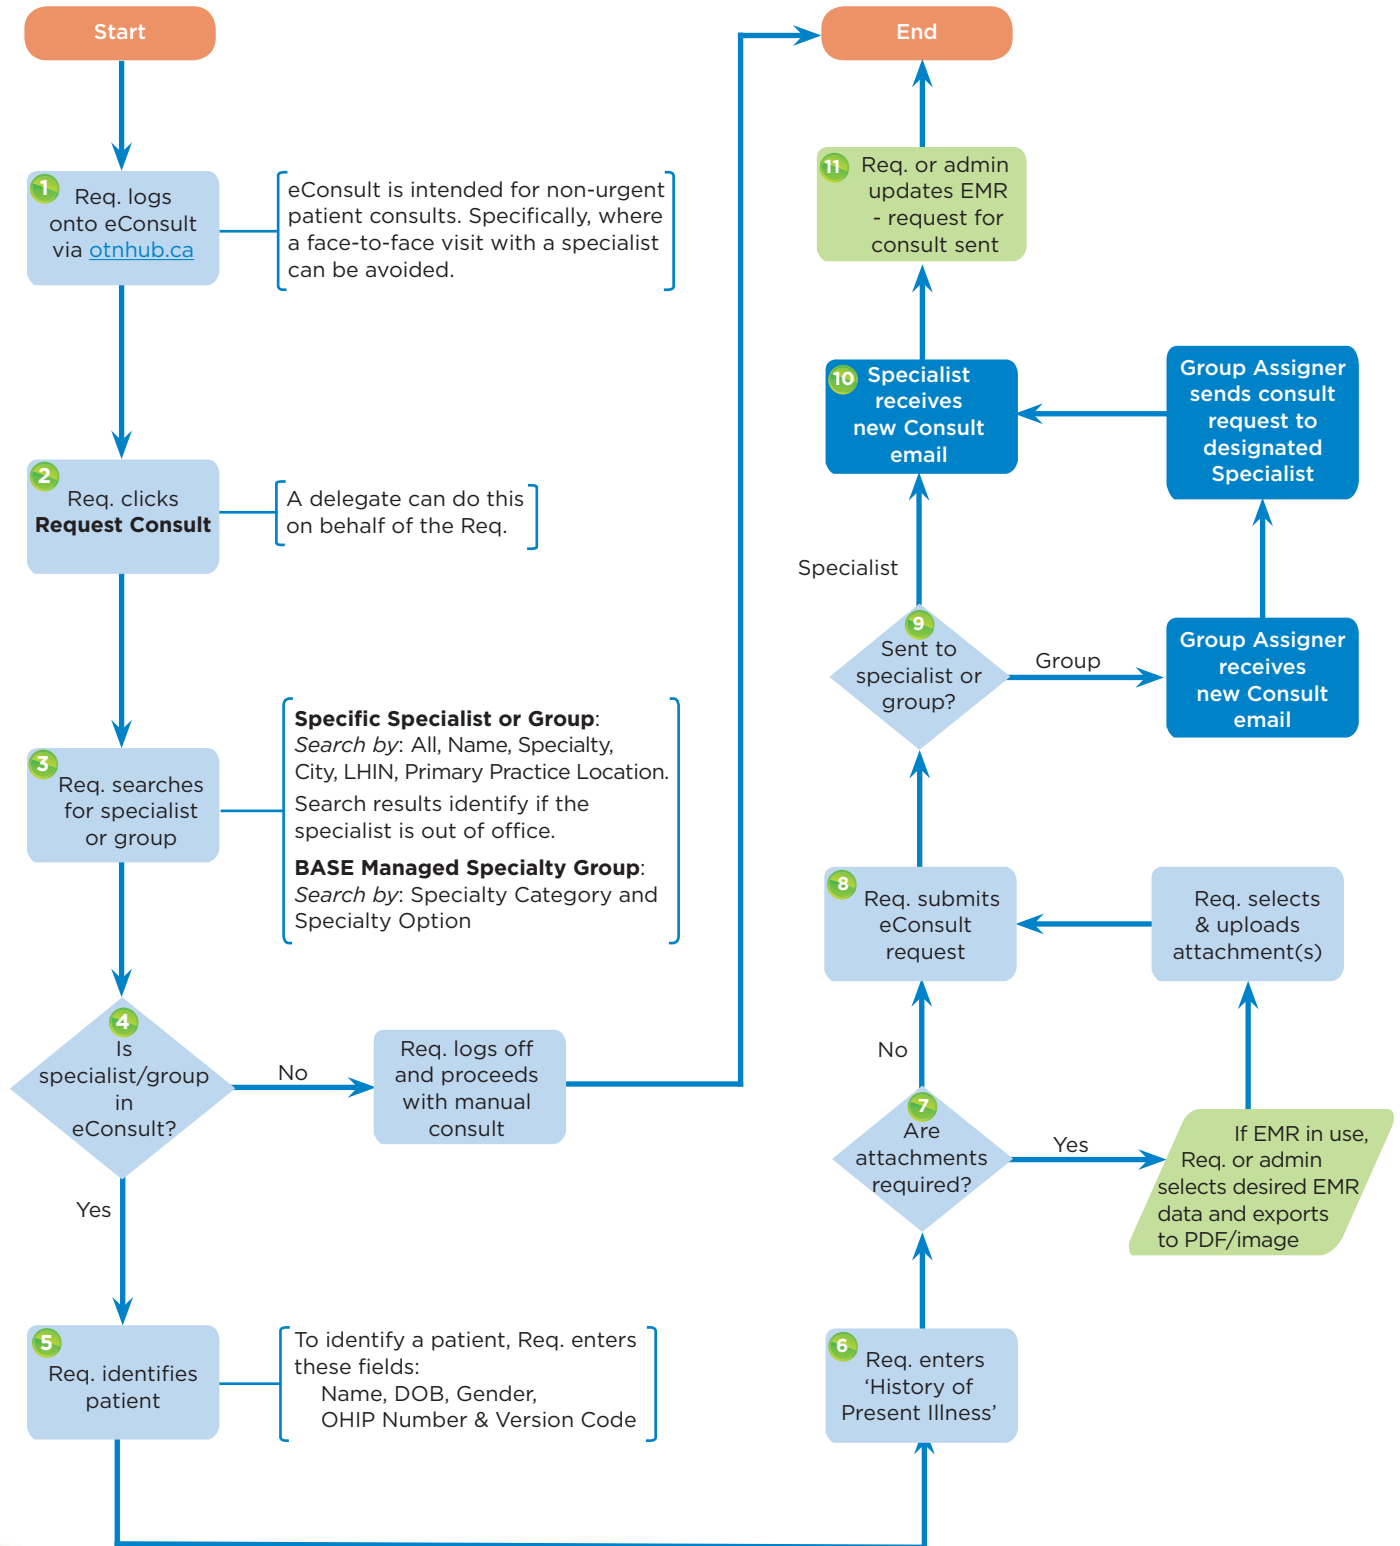 Start
1
Req. logs
onto eConsult
via otnhub.ca
eConsult is intended for non-urgent
patient consults. Specifically, where
a face-to-face visit with a specialist
can be avoided.
2
Req. clicks
Request Consult
A delegate can do this
on behalf of the Req.
3
Req. searches
for specialist
or group
Specific Specialist or Group:
Search by: All, Name, Specialty,
City, LHIN, Primary Practice Location.
Search results identify if the
specialist is out of office.
BASE Managed Specialty Group:
Search by: Specialty Category and
Specialty Option
4
Is
specialist/group
in
eConsult?
No
Req. logs off
and proceeds
with manual
consult
Yes
5
Req. identifies
patient
To identify a patient, Req. enters
these fields:
Name, DOB, Gender,
OHIP Number & Version Code
6
Req. enters
‘History of
Present Illness’
7
Are
attachments
required?
Yes
If EMR in use,
Req. or admin
selects desired EMR
data and exports
to PDF/image
Req. selects
& uploads
attachment(s)
No
8
Req. submits
eConsult
request
9
Sent to
specialist or
group?
Group
Group Assigner
receives
new Consult
email
Group Assigner
sends consult
request to
designated
Specialist
Specialist
10
Specialist
receives
new Consult
email
11
Req. or admin
updates EMR
- request for
consult sent
End